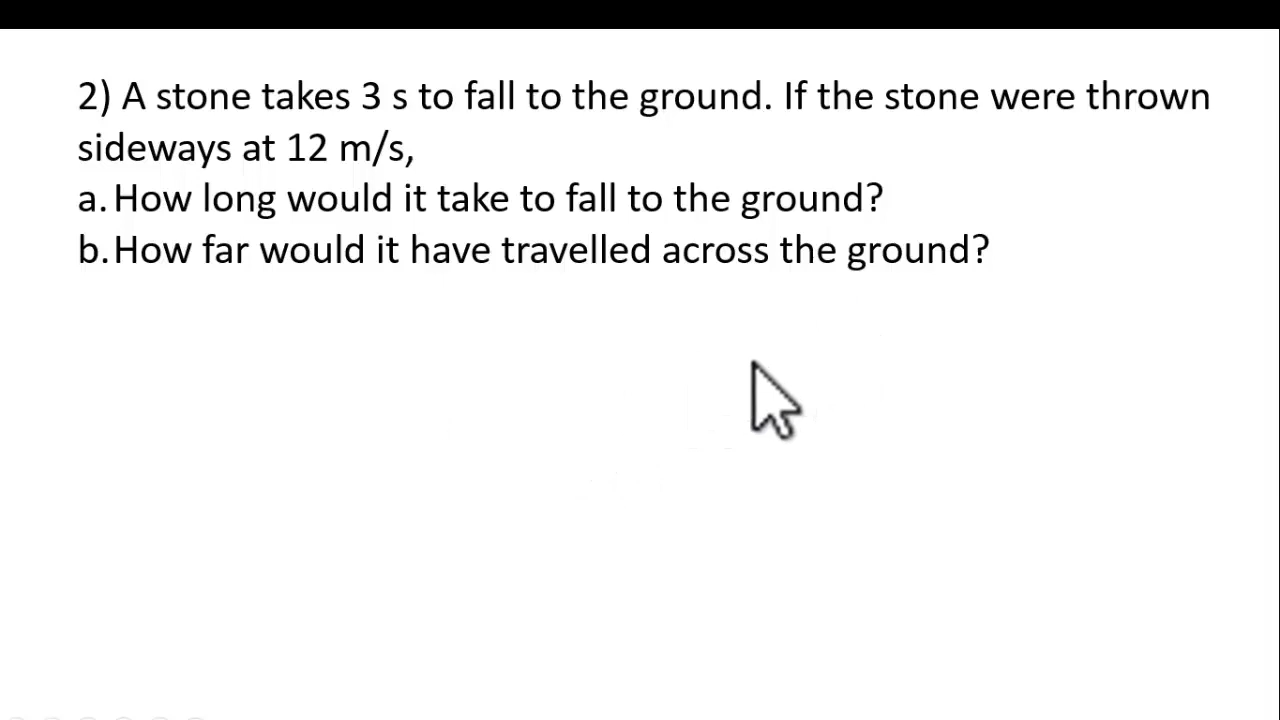 2) A stone takes 3 s to fall to the ground. If the stone were thrown
sideways at 12 m/s,
a. How long would it take to fall to the ground?
b. How far would it have travelled across the ground?